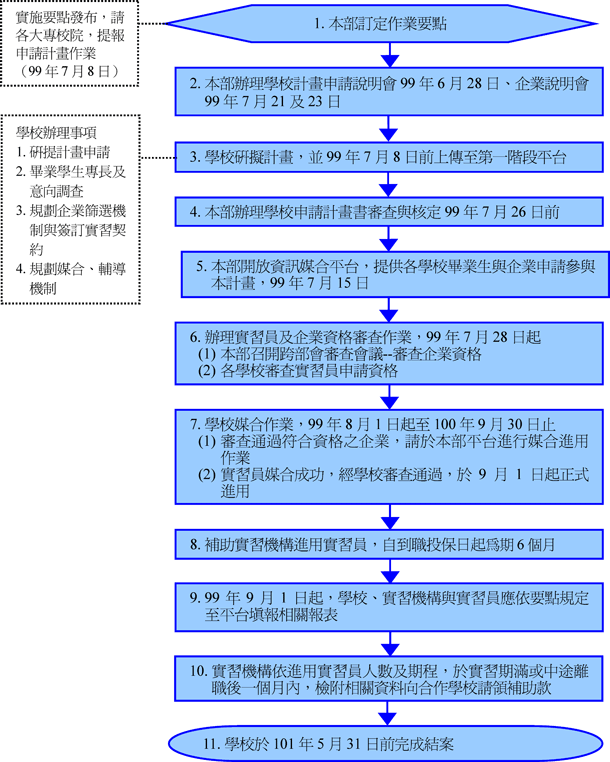 實施要點發布，請
各大專校院，提報
申請計畫作業
（99 年 7 月 8 日）
1. 本部訂定作業要點
2. 本部辦理學校計畫申請說明會 99 年 6 月 28 日、企業說明會
99 年 7 月 21 及 23 日
學校辦理事項
1. 研提計畫申請
2. 畢業學生專長及
意向調查
3. 規劃企業篩選機
制與簽訂實習契
約
4. 規劃媒合、輔導
機制
3. 學校研擬計畫，並 99 年 7 月 8 日前上傳至第一階段平台
4. 本部辦理學校申請計畫書審查與核定 99 年 7 月 26 日前
5. 本部開放資訊媒合平台，提供各學校畢業生與企業申請參與
本計畫，99 年 7 月 15 日
6. 辦理實習員及企業資格審查作業，99 年 7 月 28 日起
(1) 本部召開跨部會審查會議--審查企業資格
(2) 各學校審查實習員申請資格
7. 學校媒合作業，99 年 8 月 1 日起至 100 年 9 月 30 日止
(1) 審查通過符合資格之企業，請於本部平台進行媒合進用
作業
(2) 實習員媒合成功，經學校審查通過，於 9 月 1 日起正式
進用
8. 補助實習機構進用實習員，自到職投保日起為期 6 個月
9. 99 年 9 月 1 日起，學校、實習機構與實習員應依要點規定
至平台填報相關報表
10. 實習機構依進用實習員人數及期程，於實習期滿或中途離
職後一個月內，檢附相關資料向合作學校請領補助款
11. 學校於 101 年 5 月 31 日前完成結案